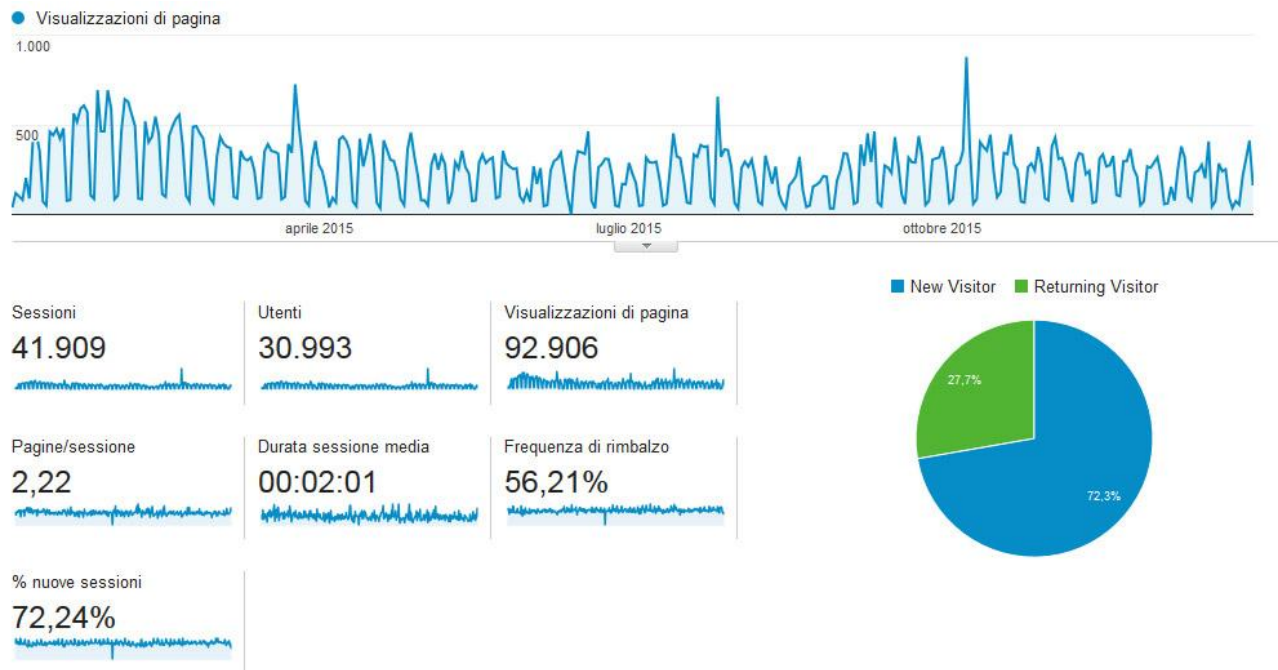 Visualizzazioni di pagina
1.000
500
aprile 2015
luglio 2015
ottobre 2015
New Visitor
Returning Visitor
Sessioni
41.909
Utenti
30.993
Visualizzazioni di pagina
92.906
27,7%
72,3%
Pagine/sessione
2,22
Durata sessione media
00:02:01
Frequenza di rimbalzo
56,21%
% nuove sessioni
72,24%